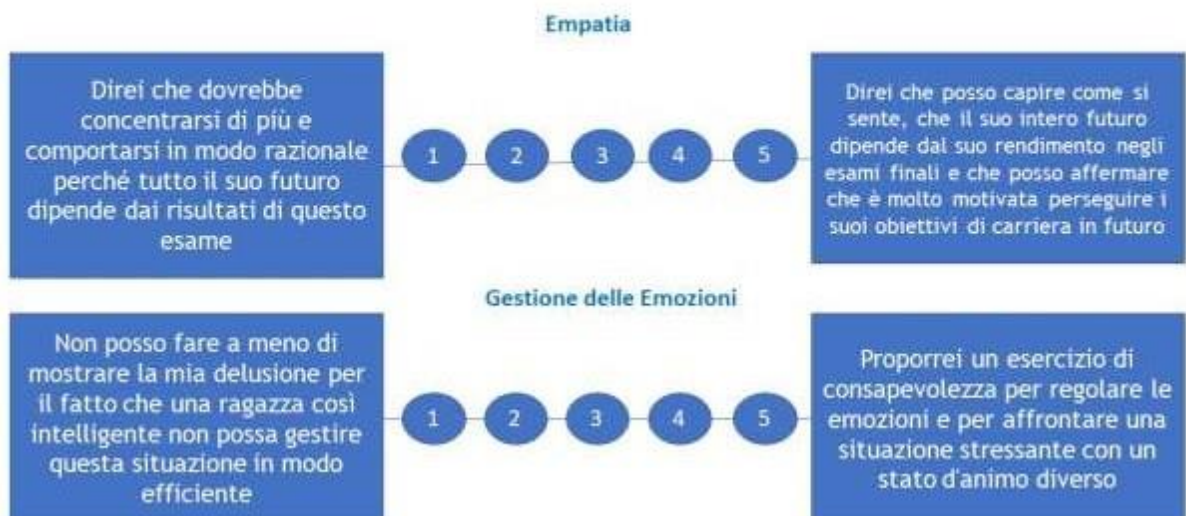 Empatia
Direi che dovrebbe
concentrarsi di più e
comportarsi in modo razionale
perché tutto il suo futuro
dipende dai risultati di questo
esame
1 2 3 4 5
Direi che posso capire come si
sente, che il suo intero futuro
dipende dal suo rendimento negli
esami finali e che posso affermare
che è molto motivata perseguire i
suoi obiettivi di carriera in futuro
Gestione delle Emozioni
Non posso fare a meno di
mostrare la mia delusione per
il fatto che una ragazza così
intelligente non possa gestire
questa situazione in modo
efficiente
1 2 3 4 5
Proporrei un esercizio di
consapevolezza per regolare le
emozioni e per affrontare una
situazione stressante con un
stato d'animo diverso